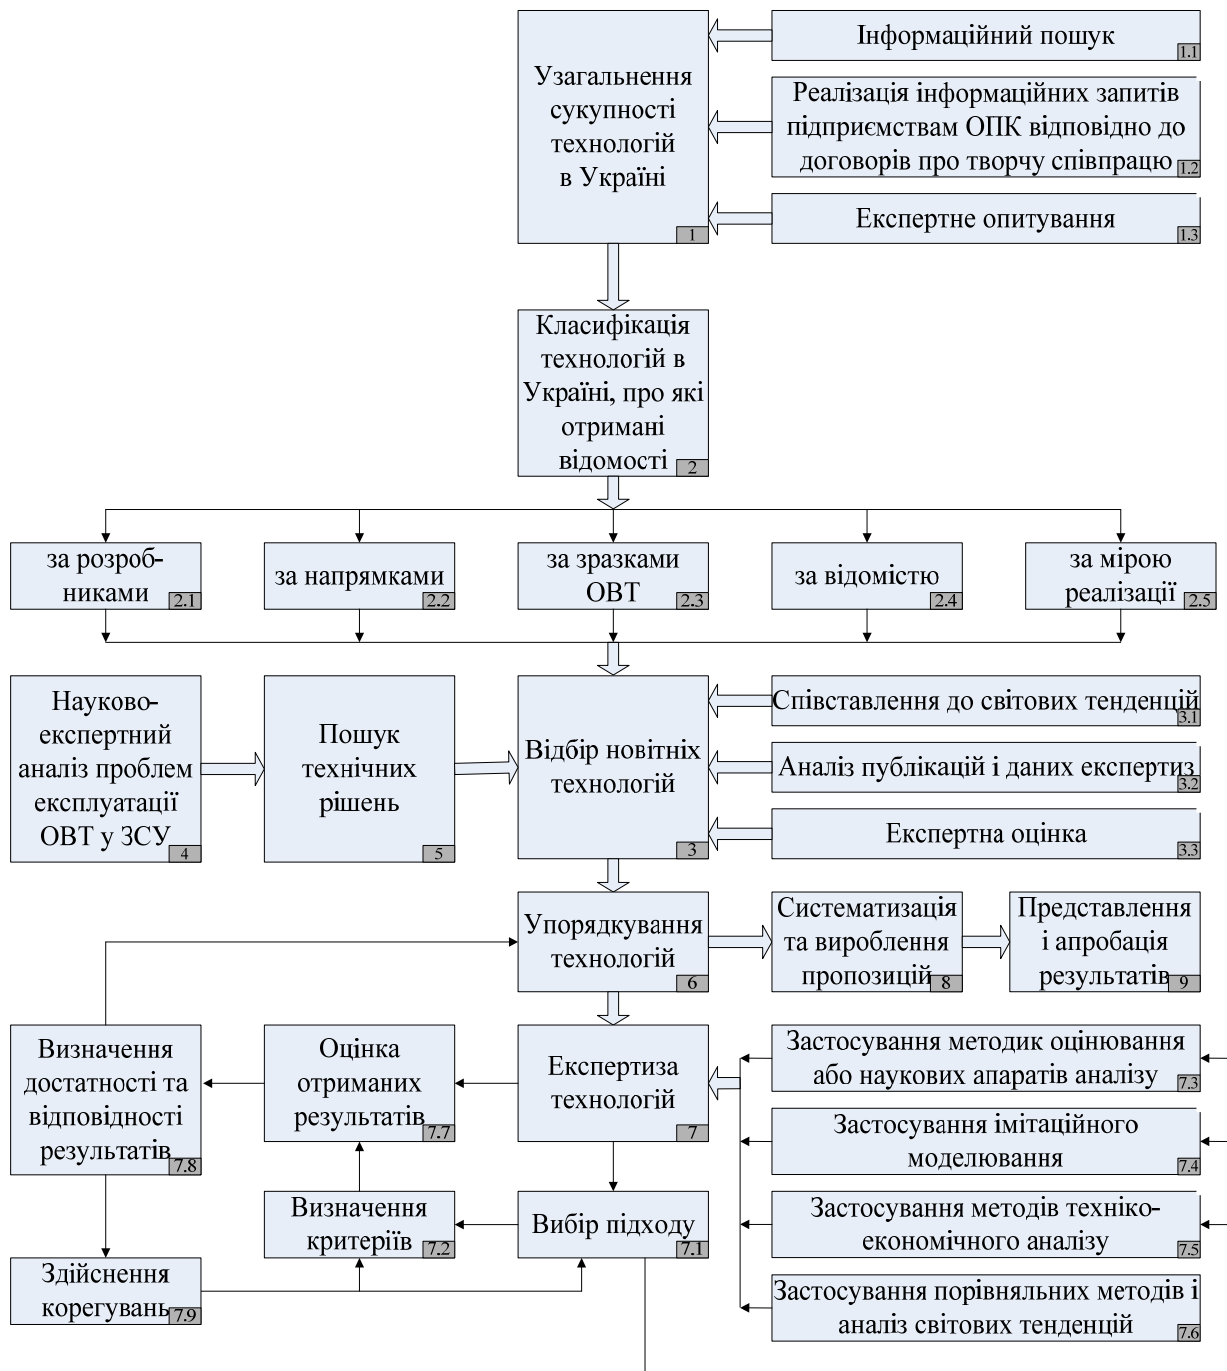 Узагальнення
сукупності
технологій
в Україні
1
Інформаційний пошук
1.1
Реалізація інформаційних запитів
підприємствам ОПК відповідно до
договорів про творчу співпрацю
1.2
Експертне опитування
1.3
Класифікація
технологій в
Україні, про які
отримані
відомості
2
за розроб-
никами
2.1
за напрямками
2.2
за зразками
ОВТ
2.3
за відомістю
2.4
за мірою
реалізації
2.5
Науково-
експертний
аналіз проблем
експлуатації
ОВТ у ЗСУ
4
Пошук
технічних
рішень
5
Відбір новітніх
технологій
3
Співставлення до світових тенденцій
3.1
Аналіз публікацій і даних експертиз
3.2
Експертна оцінка
3.3
Упорядкування
технологій
6
Систематизація
та вироблення
пропозицій
8
Представлення
і апробація
результатів
9
Визначення
достатності та
відповідності
результатів
7.8
Оцінка
отриманих
результатів
7.7
Експертиза
технологій
7
Застосування методик оцінювання
або наукових апаратів аналізу
7.3
Застосування імітаційного
моделювання
7.4
Визначення
критеріїв
7.2
Вибір підходу
7.1
Застосування методів техніко-
економічного аналізу
7.5
Здійснення
корегувань
7.9
Застосування порівняльних методів і
аналіз світових тенденцій
7.6